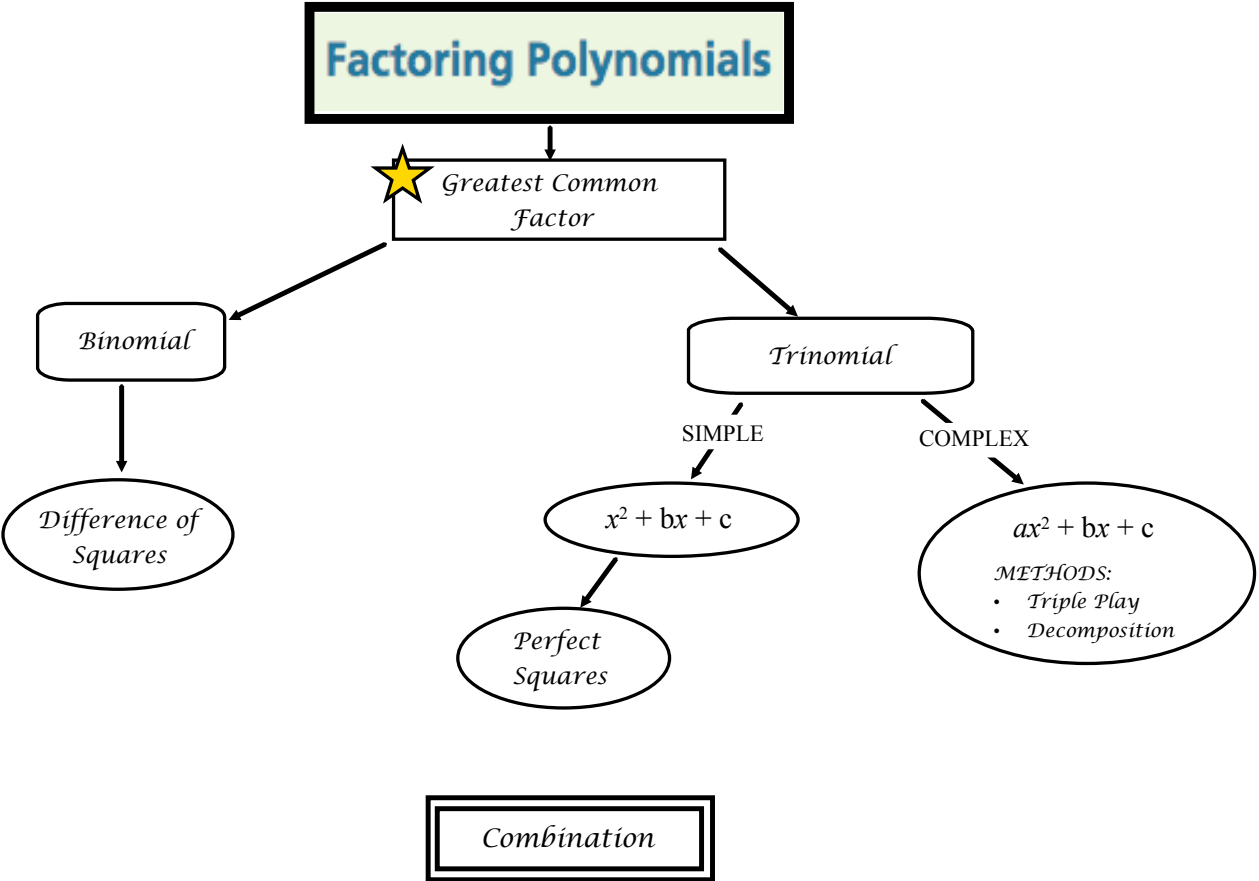 Factoring Polynomials
Greatest Common
Factor
Binomial
Trinomial
SIMPLE
COMPLEX
Difference of
Squares
x² + bx + c
ax² + bx + c
METHODS:
• Triple Play
• Decomposition
Perfect
Squares
Combination